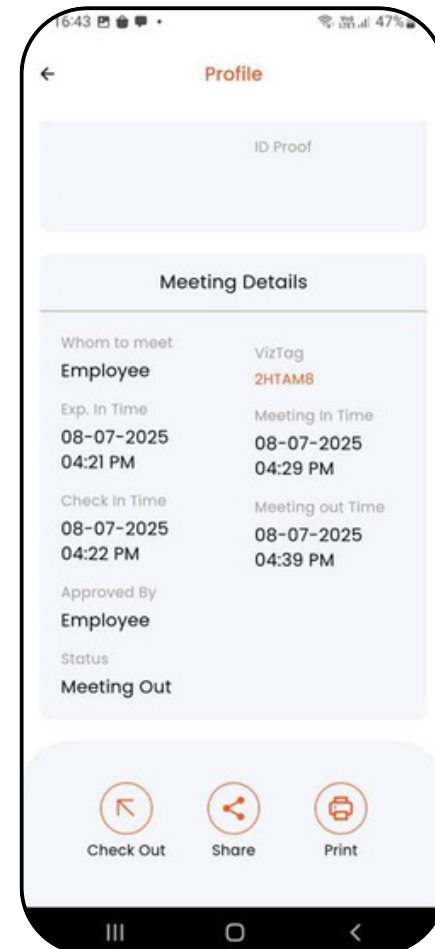 16:43 47%
Profile
ID Proof
Meeting Details
Whom to meet
Employee
VizTag
2HTAM8
Exp. In Time
08-07-2025
04:21 PM
Meeting In Time
08-07-2025
04:29 PM
Check In Time
08-07-2025
04:22 PM
Meeting out Time
08-07-2025
04:39 PM
Approved By
Employee
Status
Meeting Out
Check Out
Share
Print